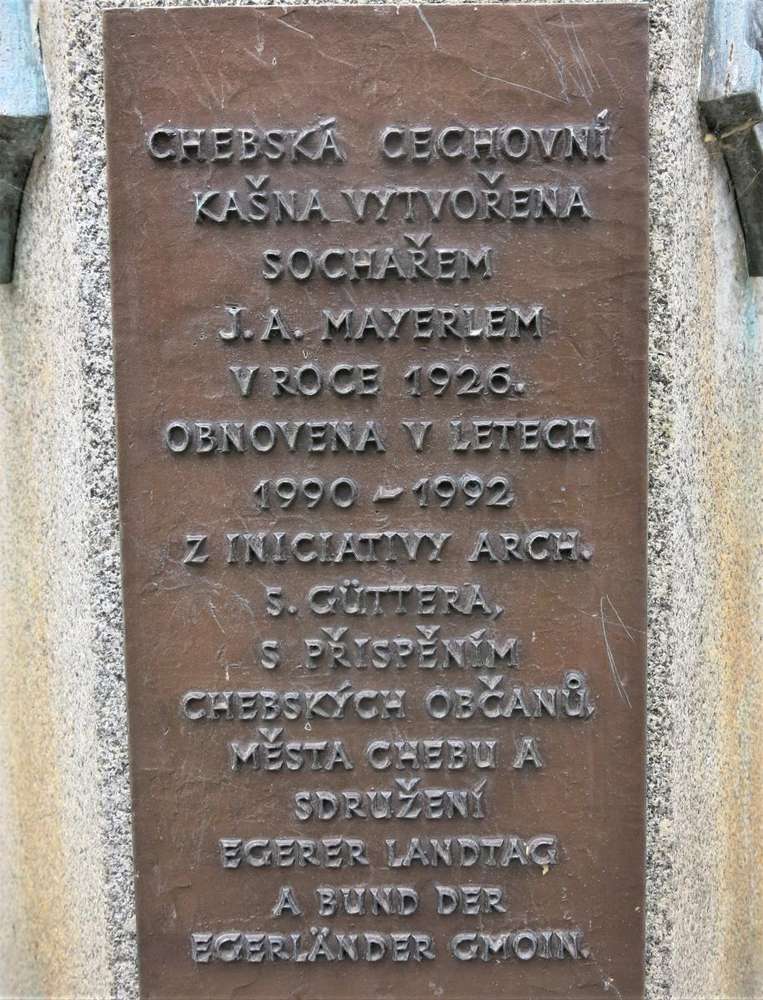 CHEBSKÁ CECHOVNÍ
KAŠNA VYTVOŘENA
SOCHAŘEM
J. A. MAYERLEM
V ROCE 1926.
OBNOVENA V LETECH
1990 – 1992
Z INICIATIVY ARCH.
S. GÜTTERA,
S PŘISPĚNÍM
CHEBSKÝCH OBČANŮ,
MĚSTA CHEBU A
SDRUŽENÍ
EGERER LANDTAG
A BUND DER
EGERLÄNDER GMOIN.